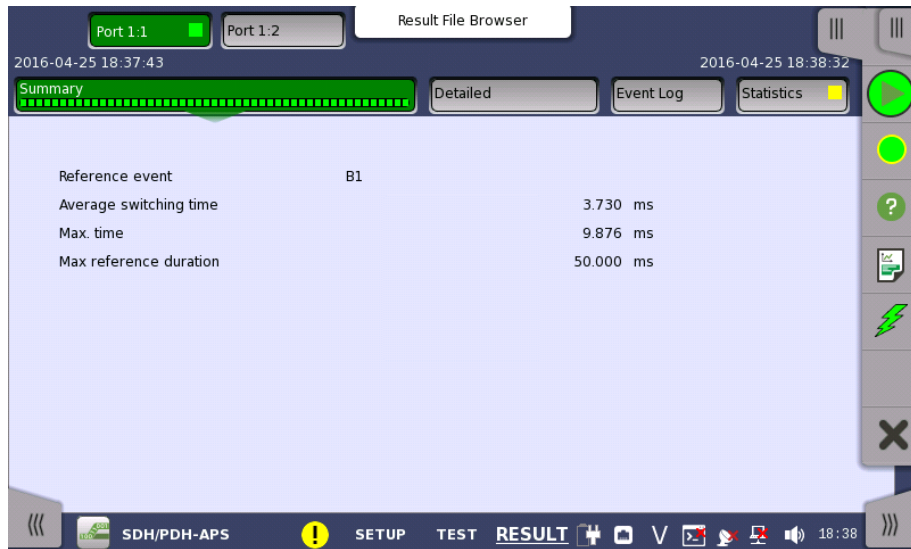 Result File Browser
Port 1:1
Port 1:2
2016-04-25 18:37:43
2016-04-25 18:38:32
Summary
Detailed
Event Log
Statistics
Reference event B1
Average switching time 3.730 ms
Max. time 9.876 ms
Max reference duration 50.000 ms
SDH/PDH-APS
SETUP TEST RESULT
18:38